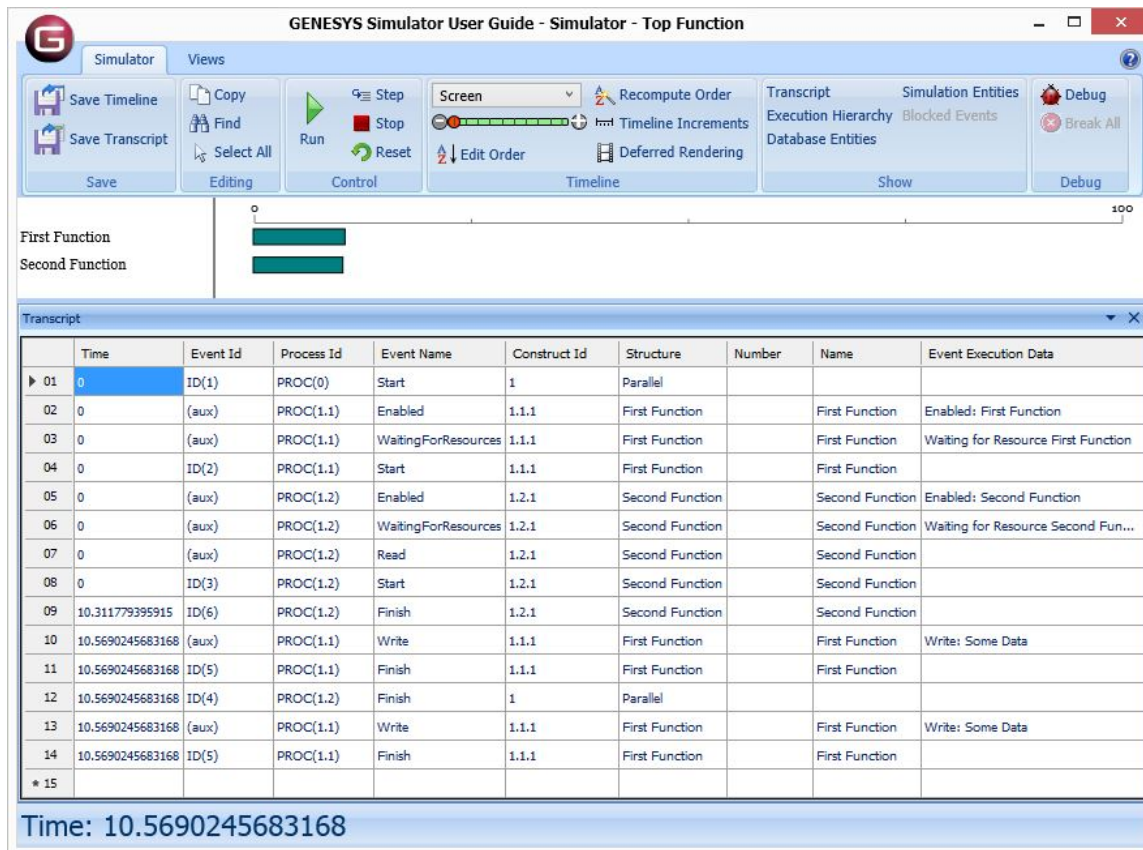 GENESYS Simulator User Guide - Simulator - Top Function
G
Simulator Views
Save Timeline
Save Transcript
Save
Copy
Find
Select All
Editing
Run
Step
Stop
Reset
Control
Screen
Edit Order
Recompute Order
Timeline Increments
Deferred Rendering
Timeline
Transcript Simulation Entities
Execution Hierarchy Blocked Events
Database Entities
Show
Debug
Break All
Debug
0 100
First Function
Second Function
Transcript
Time Event Id Process Id Event Name Construct Id Structure Number Name Event Execution Data
01 0 ID(1) PROC(0) Start 1 Parallel
02 0 (aux) PROC(1.1) Enabled 1.1.1 First Function First Function Enabled: First Function
03 0 (aux) PROC(1.1) WaitingForResources 1.1.1 First Function First Function Waiting for Resource First Function
04 0 ID(2) PROC(1.1) Start 1.1.1 First Function First Function
05 0 (aux) PROC(1.2) Enabled 1.2.1 Second Function Second Function Enabled: Second Function
06 0 (aux) PROC(1.2) WaitingForResources 1.2.1 Second Function Second Function Waiting for Resource Second Fun...
07 0 (aux) PROC(1.2) Read 1.2.1 Second Function Second Function
08 0 ID(3) PROC(1.2) Start 1.2.1 Second Function Second Function
09 10.311779395915 ID(6) PROC(1.2) Finish 1.2.1 Second Function Second Function
10 10.5690245683168 (aux) PROC(1.1) Write 1.1.1 First Function First Function Write: Some Data
11 10.5690245683168 ID(5) PROC(1.1) Finish 1.1.1 First Function First Function
12 10.5690245683168 ID(4) PROC(1.2) Finish 1 Parallel
13 10.5690245683168 (aux) PROC(1.1) Write 1.1.1 First Function First Function Write: Some Data
14 10.5690245683168 ID(5) PROC(1.1) Finish 1.1.1 First Function First Function
* 15
Time: 10.5690245683168